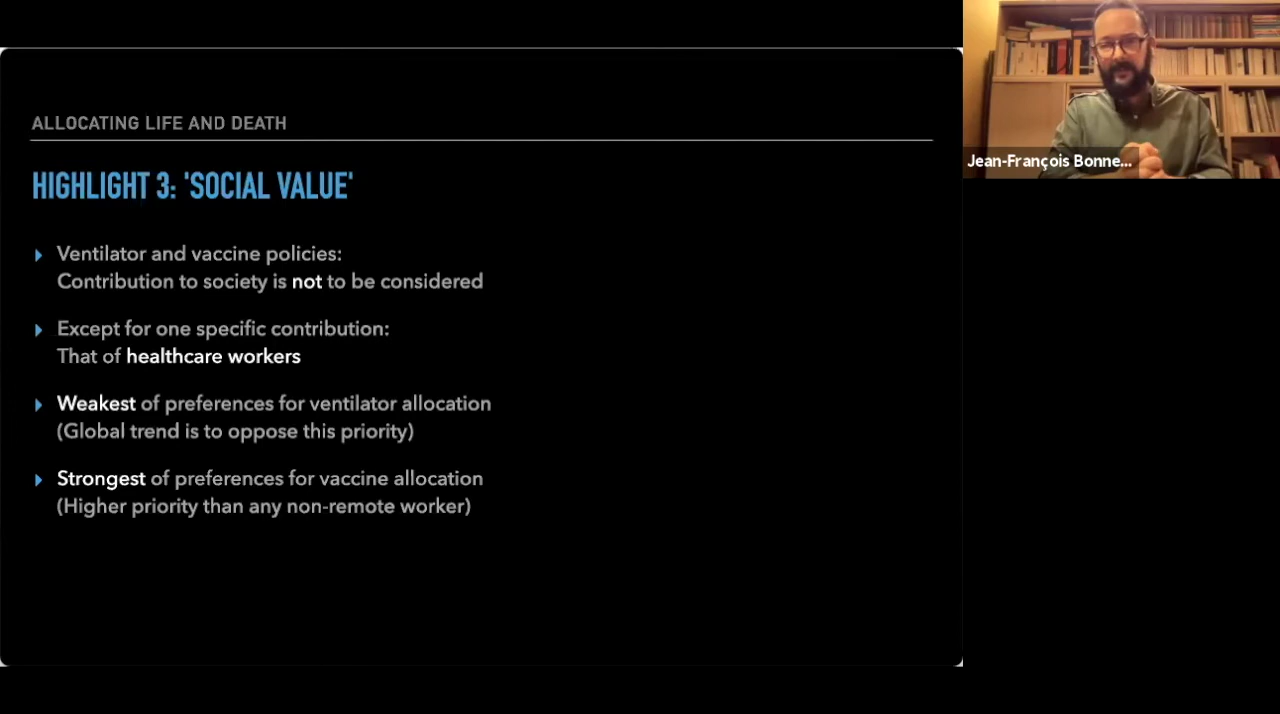 ALLOCATING LIFE AND DEATH
HIGHLIGHT 3: 'SOCIAL VALUE'
Ventilator and vaccine policies:
Contribution to society is not to be considered
Except for one specific contribution:
That of healthcare workers
Weakest of preferences for ventilator allocation
(Global trend is to oppose this priority)
Strongest of preferences for vaccine allocation
(Higher priority than any non-remote worker)
Jean-François Bonne...